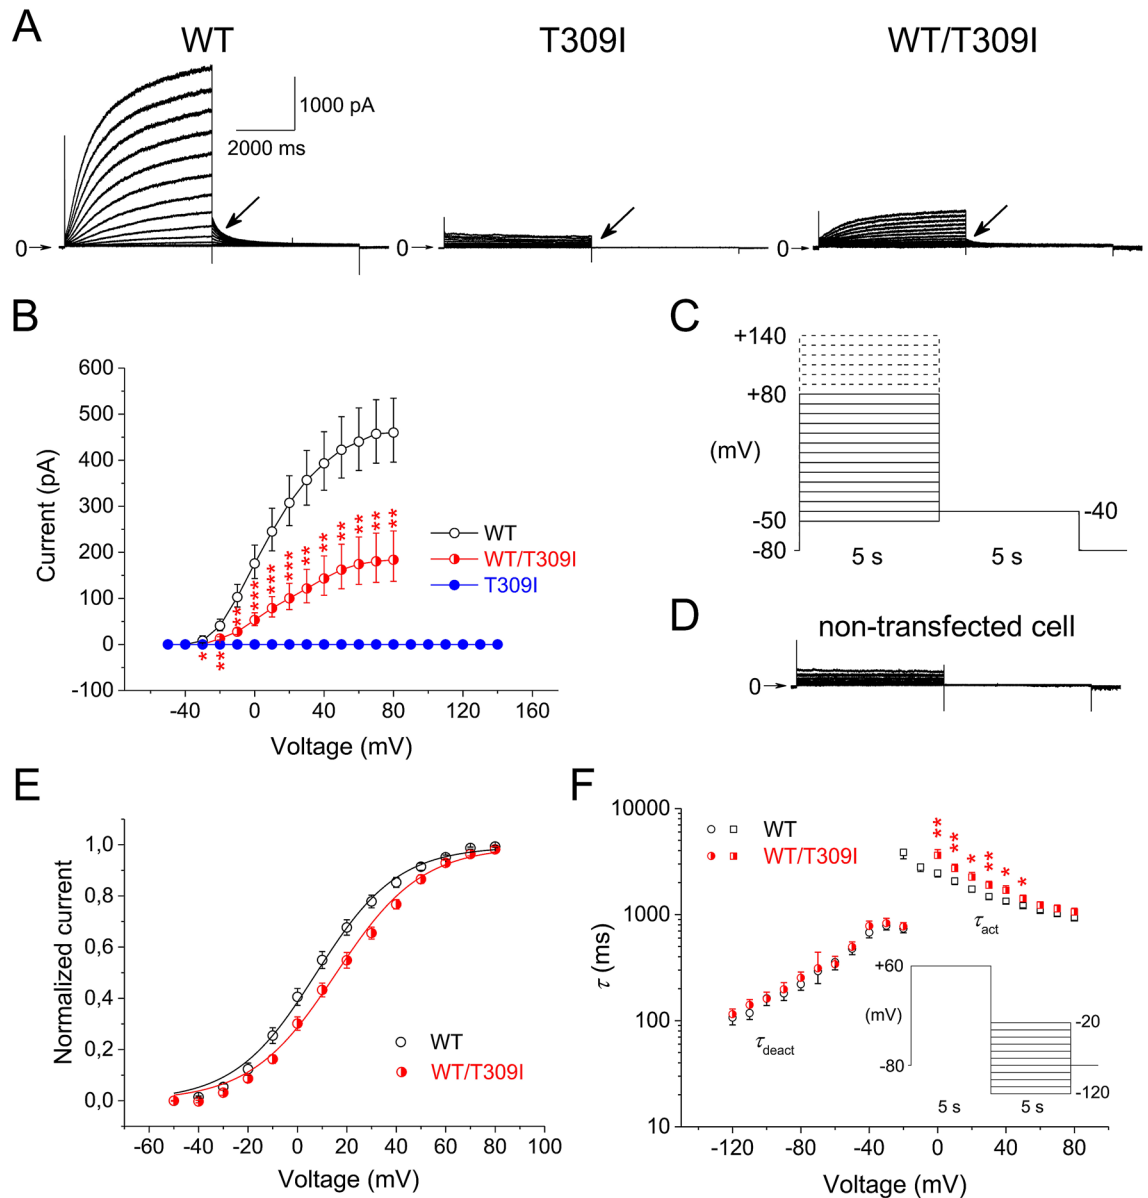 A
WT
T309I
WT/T309I
1000 pA
2000 ms
0
0
0
B
600
500
400
300
200
100
0
-100
Current (pA)
-40
0
40
80
120
160
Voltage (mV)
WT
WT/T309I
T309I
*
**
***
***
***
***
**
**
**
**
**
**
C
+140
+80
(mV)
-50
-80
-40
5 s
5 s
D
non-transfected cell
0
E
1,0
0,8
0,6
0,4
0,2
0,0
Normalized current
-60
-40
-20
0
20
40
60
80
100
Voltage (mV)
WT
WT/T309I
F
10000
1000
100
10
τ (ms)
WT
WT/T309I
**
**
*
**
*
*
τact
τdeact
+60
(mV)
-80
-20
-120
5 s
5 s
-120
-80
-40
0
40
80
Voltage (mV)